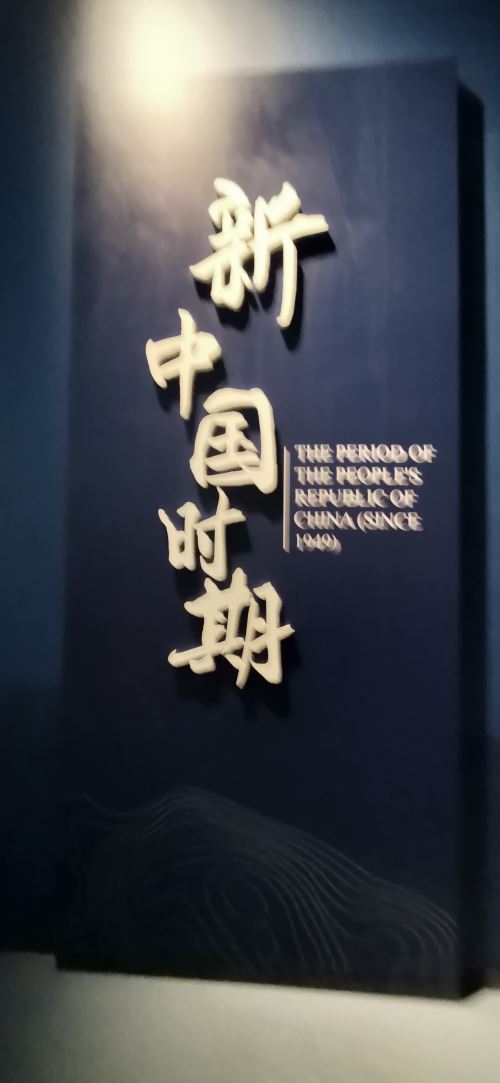 新中国时期
THE PERIOD OF
THE PEOPLE'S
REPUBLIC OF
CHINA (SINCE
1949)